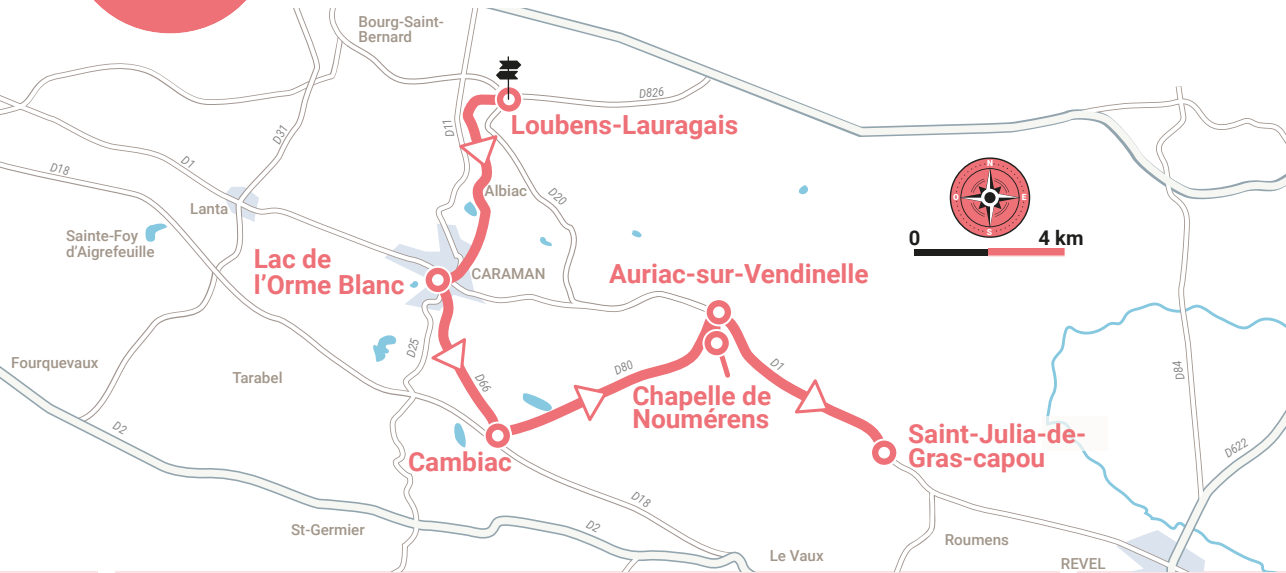 Bourg-Saint-
Bernard
D826
Loubens-Lauragais
D11
D31
D1
D18
Albiac
D20
Lanta
Sainte-Foy
d'Aigrefeuille
N
O
E
S
0
4 km
Lac de
l'Orme Blanc
CARAMAN
Auriac-sur-Vendinelle
D25
D66
D80
D1
D84
Fourquevaux
Tarabel
Chapelle de
Noumérens
D2
Cambiac
Saint-Julia-de-
Gras-capou
D622
D18
St-Germier
D2
Le Vaux
Roumens
REVEL